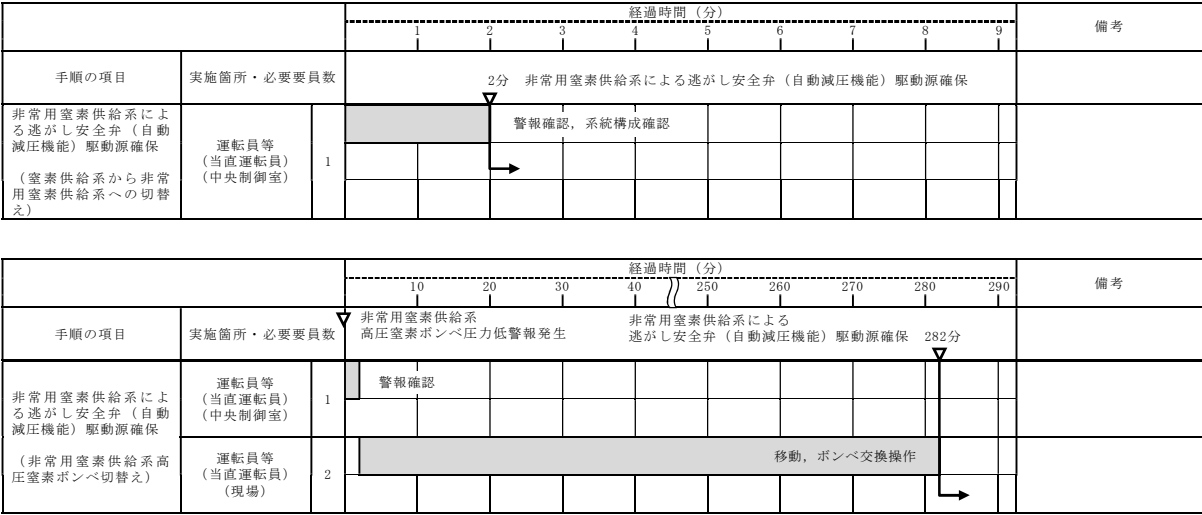 経過時間（分）
備考
1 2 3 4 5 6 7 8 9
手順の項目
実施箇所・必要要員数
2分 非常用窒素供給系による逃がし安全弁（自動減圧機能）駆動源確保
非常用窒素供給系によ
る逃がし安全弁（自動
減圧機能）駆動源確保
（窒素供給系から非常
用窒素供給系への切替
え）
運転員等
（当直運転員）
（中央制御室）
1
警報確認，系統構成確認
経過時間（分）
備考
10 20 30 40 250 260 270 280 290
手順の項目
実施箇所・必要要員数
非常用窒素供給系
高圧窒素ボンベ圧力低警報発生
非常用窒素供給系による
逃がし安全弁（自動減圧機能）駆動源確保 282分
非常用窒素供給系によ
る逃がし安全弁（自動
減圧機能）駆動源確保
（非常用窒素供給系高
圧窒素ボンベ切替え）
運転員等
（当直運転員）
（中央制御室）
1
警報確認
運転員等
（当直運転員）
（現場）
2
移動，ボンベ交換操作